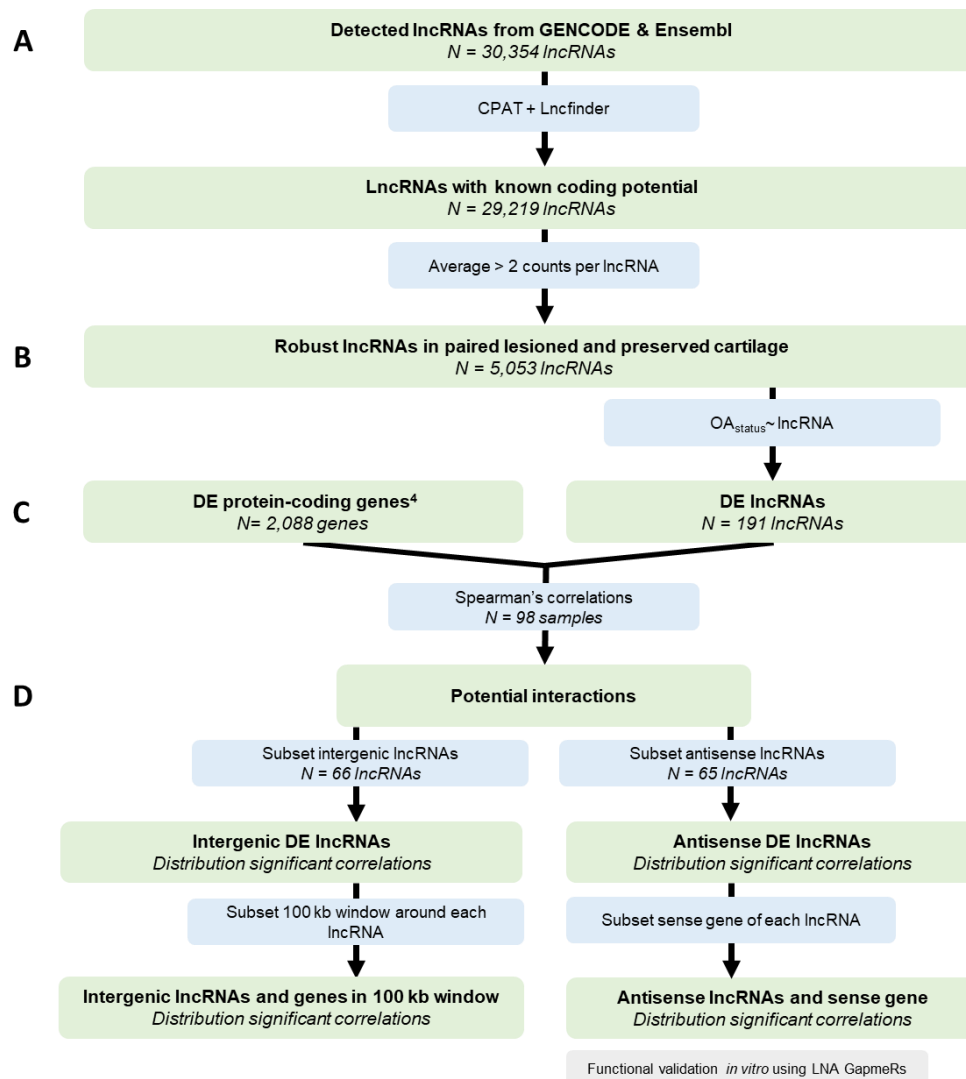 A
Detected lncRNAs from GENCODE & Ensembl
N = 30,354 lncRNAs
CPAT + Lncfinder
LncRNAs with known coding potential
N = 29,219 lncRNAs
Average > 2 counts per lncRNA
B
Robust lncRNAs in paired lesioned and preserved cartilage
N = 5,053 lncRNAs
OAstatus~ lncRNA
C
DE protein-coding genes⁴
N= 2,088 genes
DE lncRNAs
N = 191 lncRNAs
Spearman's correlations
N = 98 samples
D
Potential interactions
Subset intergenic lncRNAs
N = 66 lncRNAs
Subset antisense lncRNAs
N = 65 lncRNAs
Intergenic DE lncRNAs
Distribution significant correlations
Antisense DE lncRNAs
Distribution significant correlations
Subset 100 kb window around each
lncRNA
Subset sense gene of each lncRNA
Intergenic lncRNAs and genes in 100 kb window
Distribution significant correlations
Antisense lncRNAs and sense gene
Distribution significant correlations
Functional validation in vitro using LNA GapmeRs